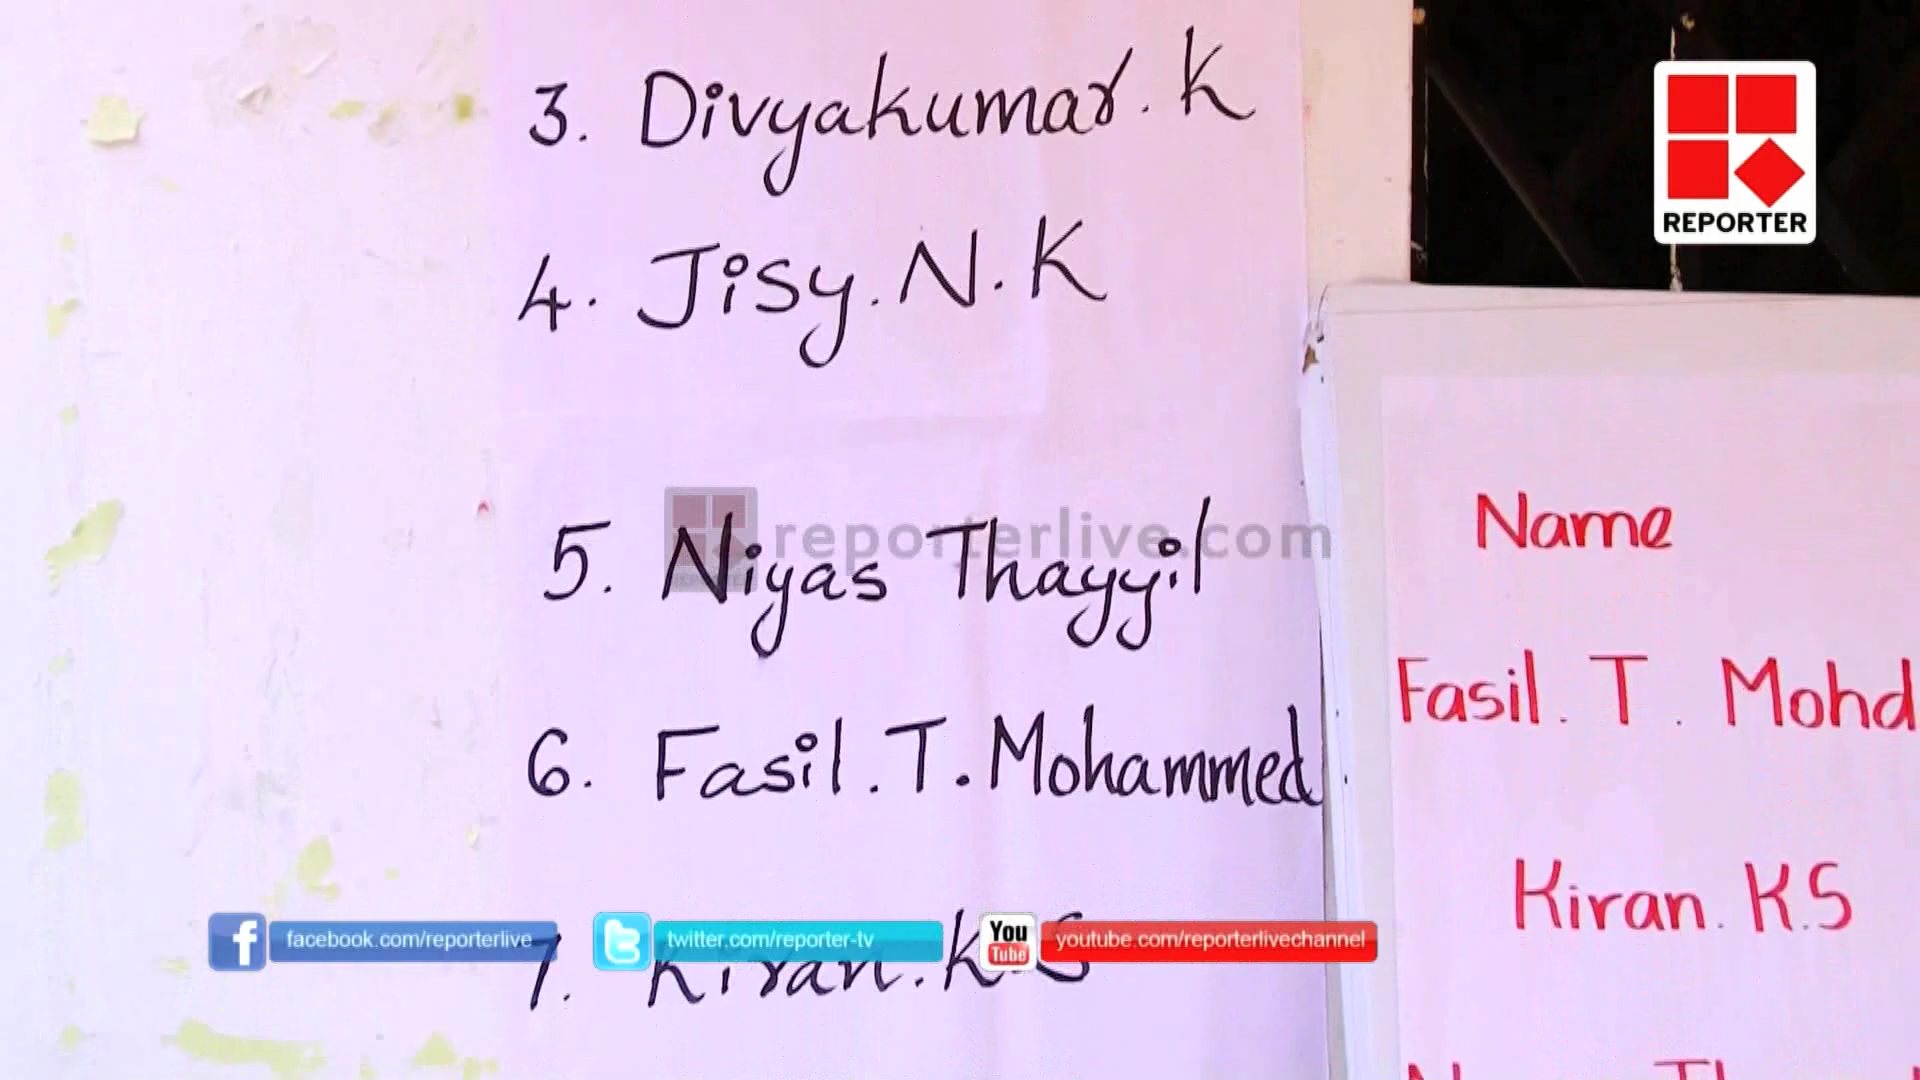 3. Divyakumar. K
4. Jisy. N. K
5. Niyas Thayyil
6. Fasil. T. Mohammed
7. Kiran. K. S
Name
Fasil. T. Mohd
Kiran. K.S
REPORTER
reporterlive.com
REPORTER
facebook.com/reporterlive
twitter.com/reporter-tv
You Tube
youtube.com/reporterlivechannel